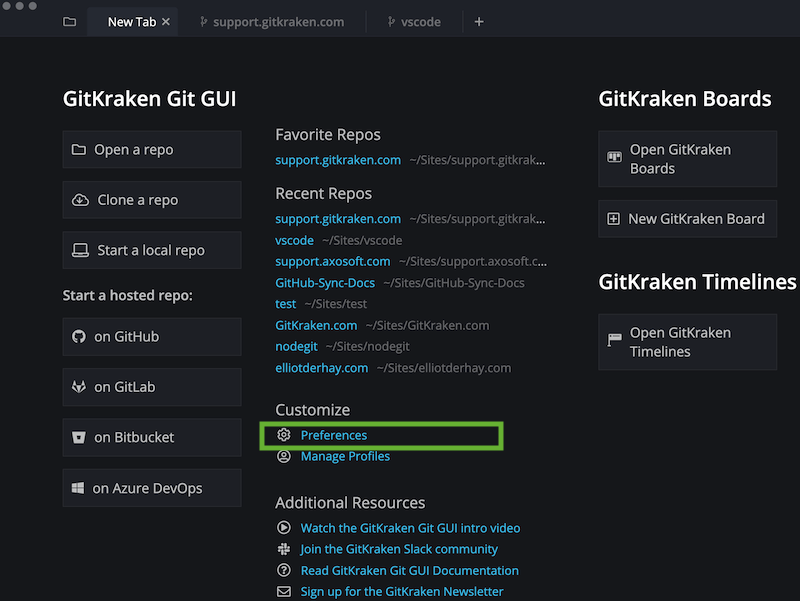 New Tab
support.gitkraken.com
vscode
GitKraken Git GUI
Open a repo
Clone a repo
Start a local repo
Start a hosted repo:
on GitHub
on GitLab
on Bitbucket
on Azure DevOps
Favorite Repos
support.gitkraken.com ~/Sites/support.gitkrak...
Recent Repos
support.gitkraken.com ~/Sites/support.gitkrak...
vscode ~/Sites/vscode
support.axosoft.com ~/Sites/support.axosoft.c...
GitHub-Sync-Docs ~/Sites/GitHub-Sync-Docs
test ~/Sites/test
GitKraken.com ~/Sites/GitKraken.com
nodegit ~/Sites/nodegit
elliotderhay.com ~/Sites/elliotderhay.com
Customize
Preferences
Manage Profiles
Additional Resources
Watch the GitKraken Git GUI intro video
Join the GitKraken Slack community
Read GitKraken Git GUI Documentation
Sign up for the GitKraken Newsletter
GitKraken Boards
Open GitKraken
Boards
New GitKraken Board
GitKraken Timelines
Open GitKraken
Timelines